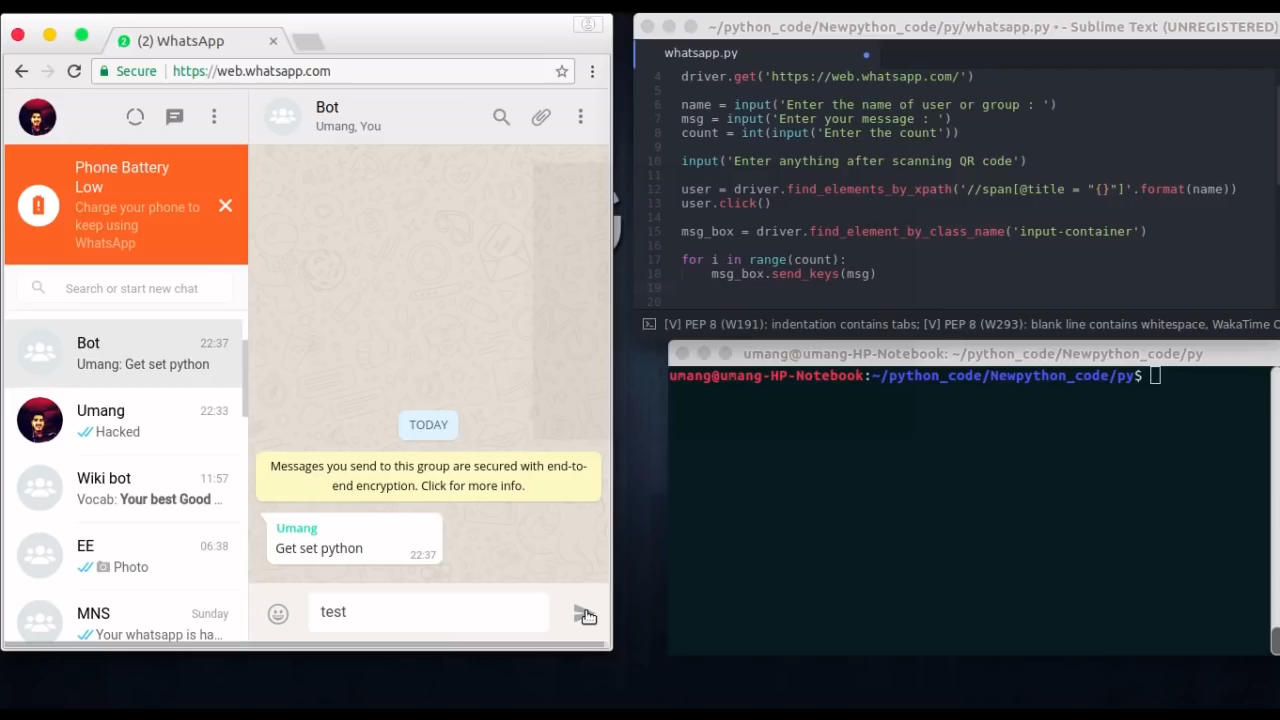 (2) WhatsApp
Secure https://web.whatsapp.com
Bot
Umang, You
Phone Battery
Low
Charge your phone to
keep using
WhatsApp
Search or start new chat
Bot 22:37
Umang: Get set python
Umang 22:33
Hacked
Wiki bot 11:57
Vocab: Your best Good ...
EE 06:38
Photo
MNS Sunday
Your whatsapp is ha...
TODAY
Messages you send to this group are secured with end-to-
end encryption. Click for more info.
Umang
Get set python
22:37
test
~/python_code/Newpython_code/py/whatsapp.py • - Sublime Text (UNREGISTERED)
whatsapp.py
4 driver.get('https://web.whatsapp.com/')
5
6 name = input('Enter the name of user or group : ')
7 msg = input('Enter your message : ')
8 count = int(input('Enter the count'))
9
10 input('Enter anything after scanning QR code')
11
12 user = driver.find_elements_by_xpath('//span[@title = "{}"]'.format(name))
13 user.click()
14
15 msg_box = driver.find_element_by_class_name('input-container')
16
17 for i in range(count):
18 msg_box.send_keys(msg)
19
20
[V] PEP 8 (W191): indentation contains tabs; [V] PEP 8 (W293): blank line contains whitespace, WakaTime
umang@umang-HP-Notebook: ~/python_code/Newpython_code/py
umang@umang-HP-Notebook:~/python_code/Newpython_code/py$